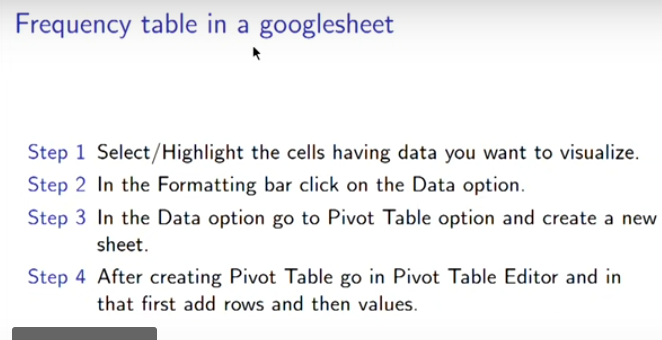 Frequency table in a googlesheet
Step 1 Select/Highlight the cells having data you want to visualize.
Step 2 In the Formatting bar click on the Data option.
Step 3 In the Data option go to Pivot Table option and create a new
sheet.
Step 4 After creating Pivot Table go in Pivot Table Editor and in
that first add rows and then values.